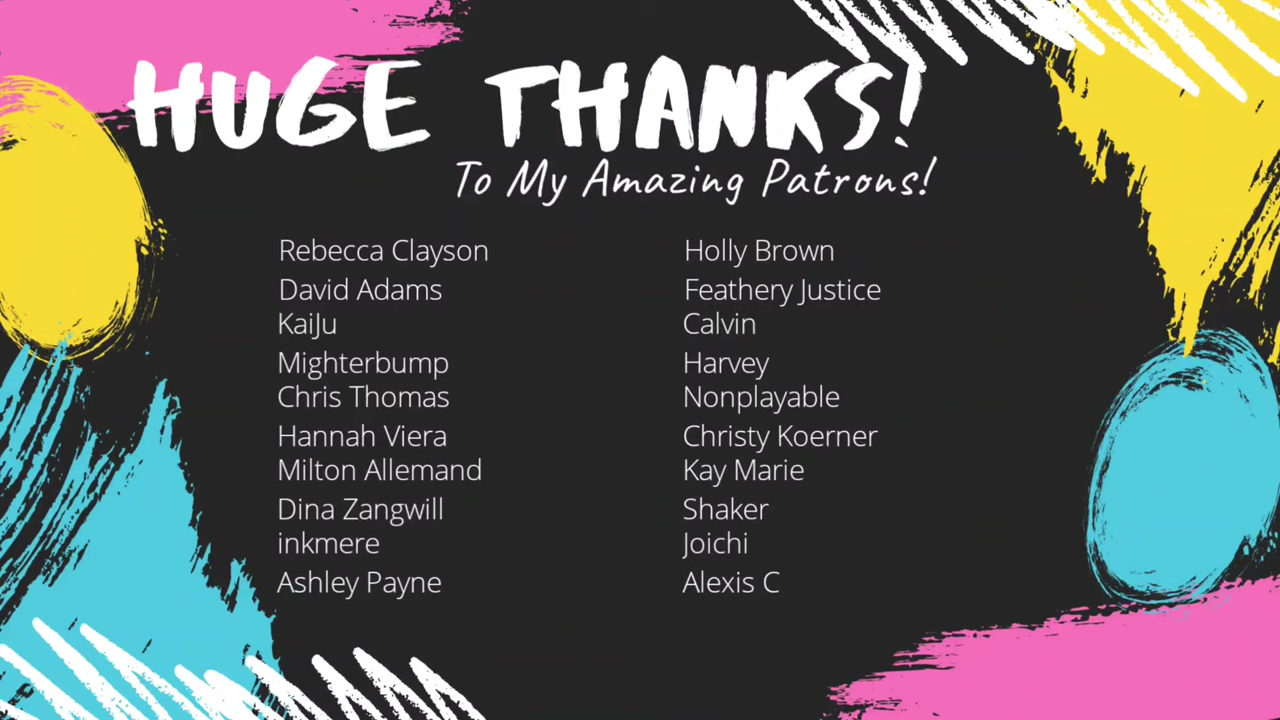 HUGE THANKS!
To My Amazing Patrons!
Rebecca Clayson
David Adams
KaiJu
Mighterbump
Chris Thomas
Hannah Viera
Milton Allemand
Dina Zangwill
inkmere
Ashley Payne
Holly Brown
Feathery Justice
Calvin
Harvey
Nonplayable
Christy Koerner
Kay Marie
Shaker
Joichi
Alexis C